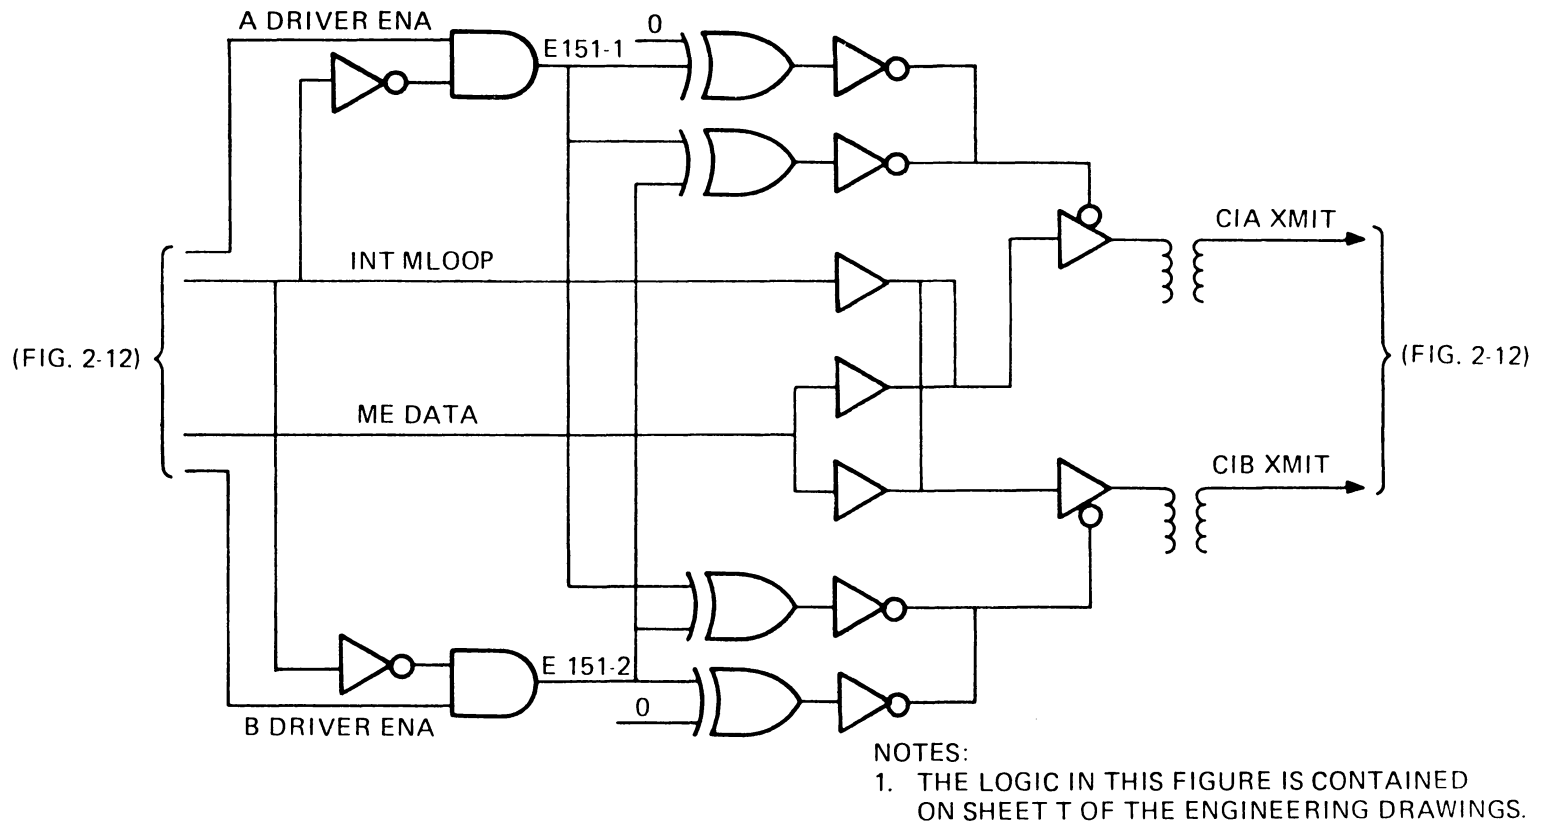 A DRIVER ENA
0
E151-1
CIA XMIT
INT MLOOP
(FIG. 2-12)
(FIG. 2-12)
ME DATA
CIB XMIT
E 151-2
0
B DRIVER ENA
NOTES:
1. THE LOGIC IN THIS FIGURE IS CONTAINED
ON SHEET T OF THE ENGINEERING DRAWINGS.